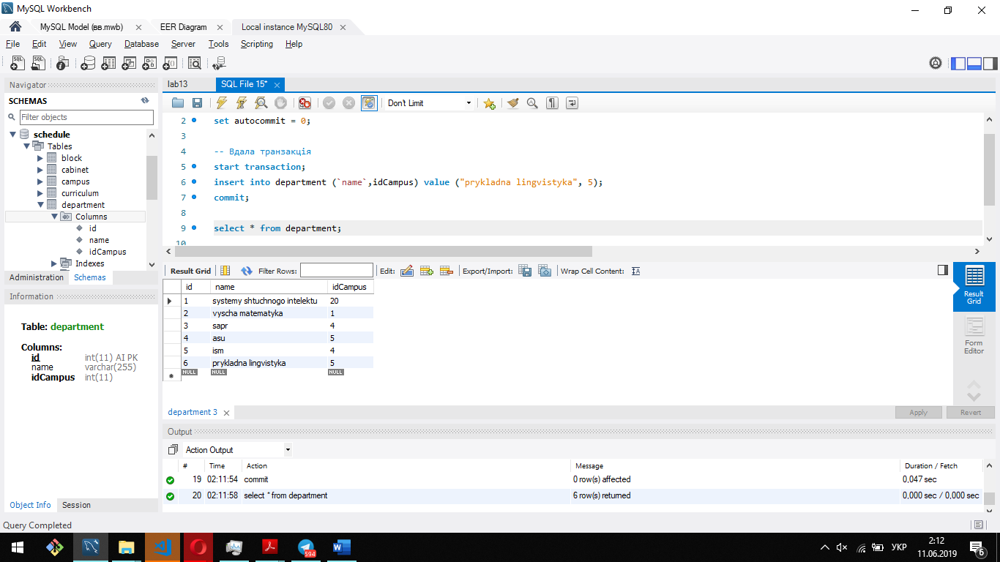 MySQL Workbench
MySQL Model (вв.mwb)
EER Diagram
Local instance MySQL80
File Edit View Query Database Server Tools Scripting Help
Navigator
SCHEMAS
Filter objects
schedule
Tables
block
cabinet
campus
curriculum
department
Columns
id
name
idCampus
Indexes
Administration Schemas
Information
Table: department
Columns:
id int(11) AI PK
name varchar(255)
idCampus int(11)
Object Info Session
lab13
SQL File 15*
Don't Limit
2 set autocommit = 0;
3
4 -- Вдала транзакція
5 start transaction;
6 insert into department (`name`,idCampus) value ("prykladna lingvistyka", 5);
7 commit;
8
9 select * from department;
10
Result Grid Filter Rows: Edit: Export/Import: Wrap Cell Content:
id name idCampus
1 systemy shtuchnogo intelektu 20
2 vyscha matematyka 1
3 sapr 4
4 asu 5
5 ism 4
6 prykladna lingvistyka 5
NULL NULL NULL
Result Grid
Form Editor
department 3
Apply Revert
Output
Action Output
# Time Action Message Duration / Fetch
19 02:11:54 commit 0 row(s) affected 0,047 sec
20 02:11:58 select * from department 6 row(s) returned 0,000 sec / 0,000 sec
Query Completed
594
УКР
2:12
11.06.2019
6